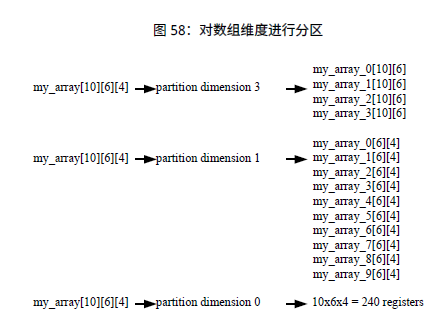 图 58：对数组维度进行分区
my_array_0[10][6]
my_array[10][6][4] partition dimension 3 my_array_1[10][6]
my_array_2[10][6]
my_array_3[10][6]
my_array_0[6][4]
my_array[10][6][4] partition dimension 1 my_array_1[6][4]
my_array_2[6][4]
my_array_3[6][4]
my_array_4[6][4]
my_array_5[6][4]
my_array_6[6][4]
my_array_7[6][4]
my_array_8[6][4]
my_array_9[6][4]
my_array[10][6][4] partition dimension 0 10x6x4 = 240 registers